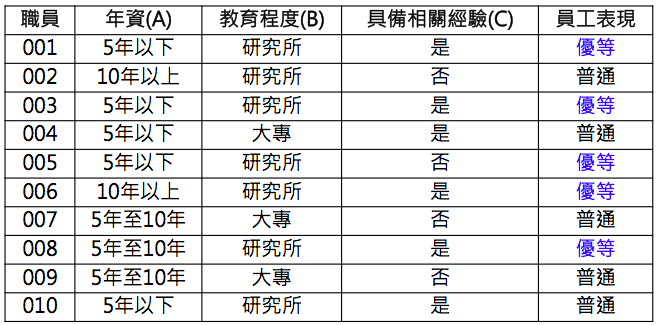 職員 年資(A) 教育程度(B) 具備相關經驗(C) 員工表現
001 5年以下 研究所 是 優等
002 10年以上 研究所 否 普通
003 5年以下 研究所 是 優等
004 5年以下 大專 是 普通
005 5年以下 研究所 否 優等
006 10年以上 研究所 是 優等
007 5年至10年 大專 否 普通
008 5年至10年 研究所 是 優等
009 5年至10年 大專 否 普通
010 5年以下 研究所 是 普通